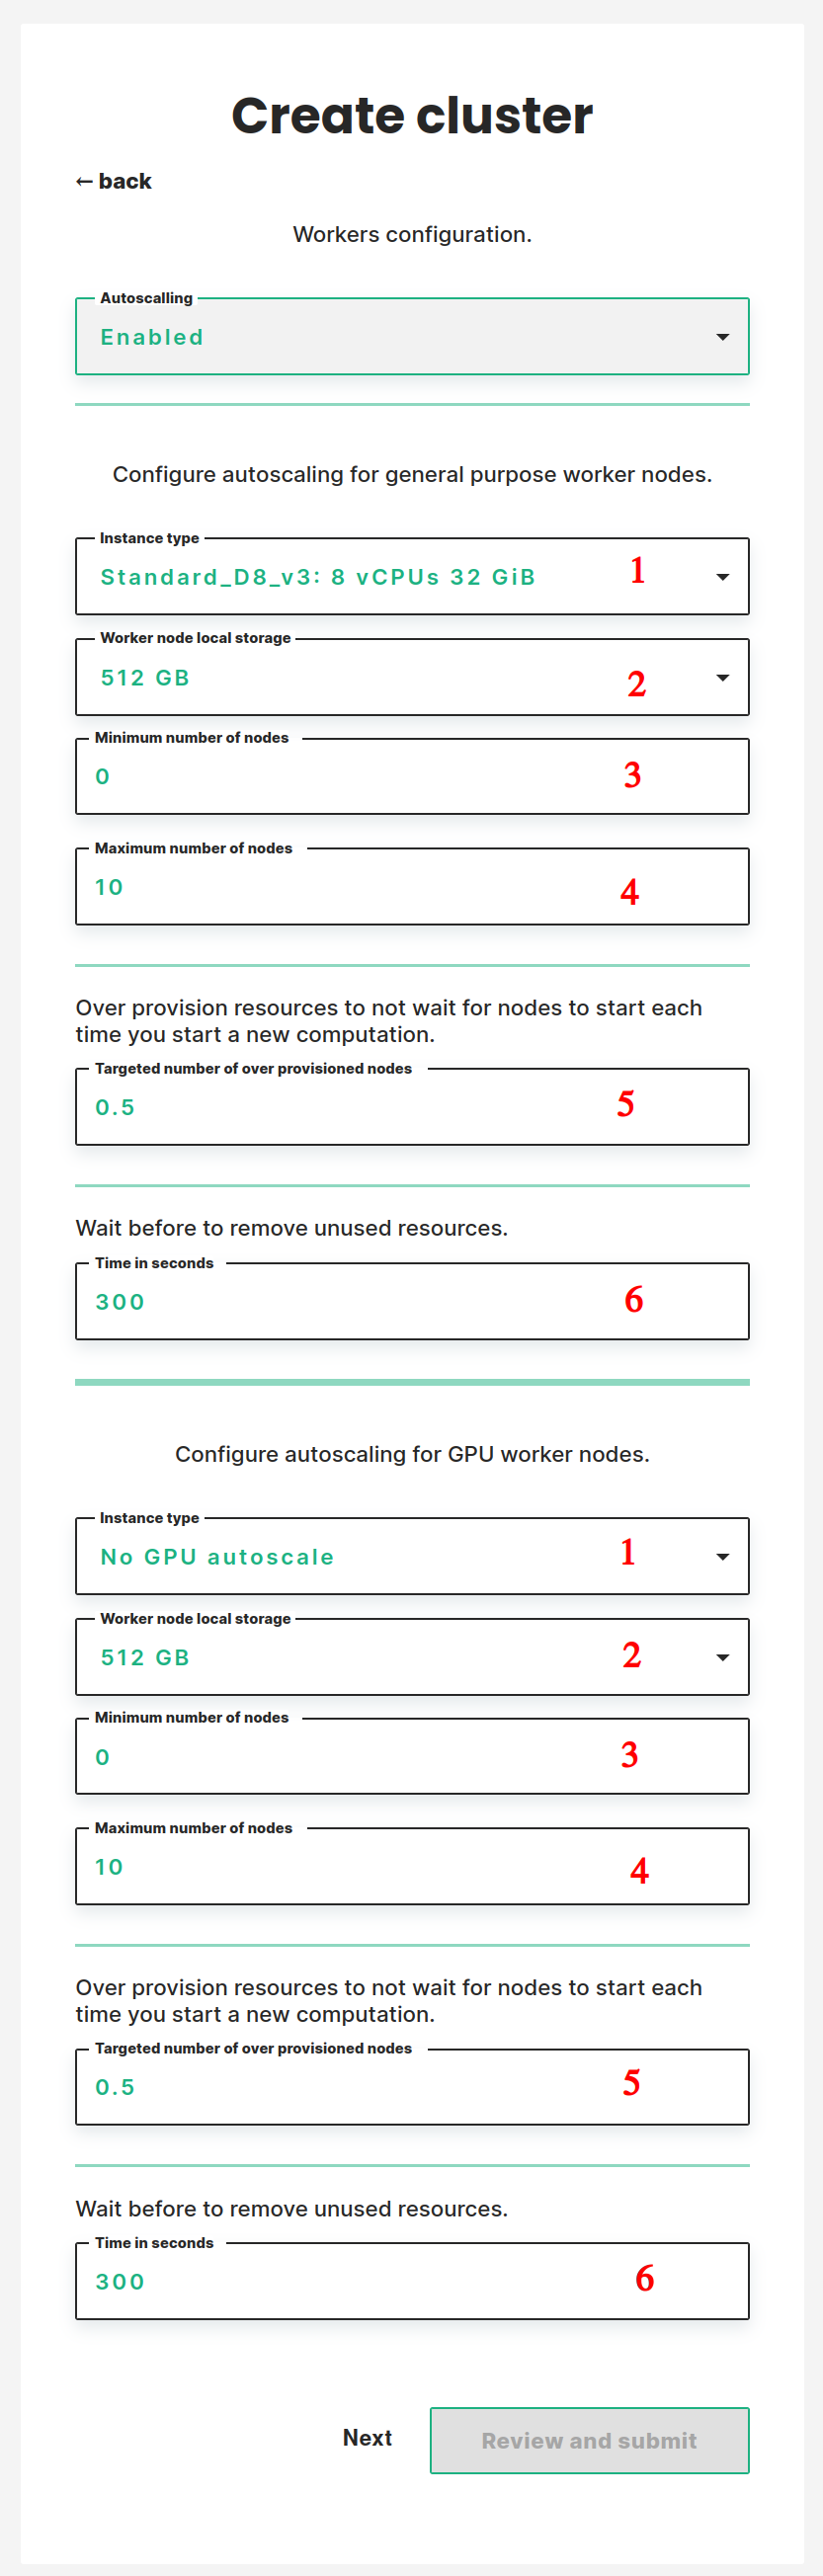 Create cluster
← back
Workers configuration.
Autoscalling
Enabled
Configure autoscaling for general purpose worker nodes.
Instance type
Standard_D8_v3: 8 vCPUs 32 GiB 1
Worker node local storage
512 GB 2
Minimum number of nodes
0 3
Maximum number of nodes
10 4
Over provision resources to not wait for nodes to start each
time you start a new computation.
Targeted number of over provisioned nodes
0.5 5
Wait before to remove unused resources.
Time in seconds
300 6
Configure autoscaling for GPU worker nodes.
Instance type
No GPU autoscale 1
Worker node local storage
512 GB 2
Minimum number of nodes
0 3
Maximum number of nodes
10 4
Over provision resources to not wait for nodes to start each
time you start a new computation.
Targeted number of over provisioned nodes
0.5 5
Wait before to remove unused resources.
Time in seconds
300 6
Next Review and submit